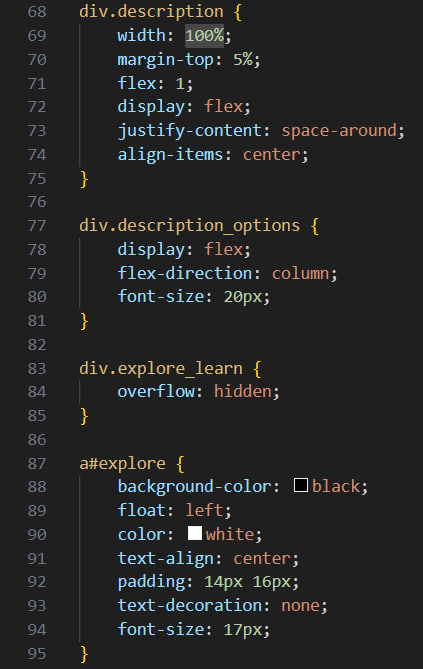 68 div.description {
69     width: 100%;
70     margin-top: 5%;
71     flex: 1;
72     display: flex;
73     justify-content: space-around;
74     align-items: center;
75 }
76
77 div.description_options {
78     display: flex;
79     flex-direction: column;
80     font-size: 20px;
81 }
82
83 div.explore_learn {
84     overflow: hidden;
85 }
86
87 a#explore {
88     background-color: black;
89     float: left;
90     color: white;
91     text-align: center;
92     padding: 14px 16px;
93     text-decoration: none;
94     font-size: 17px;
95 }